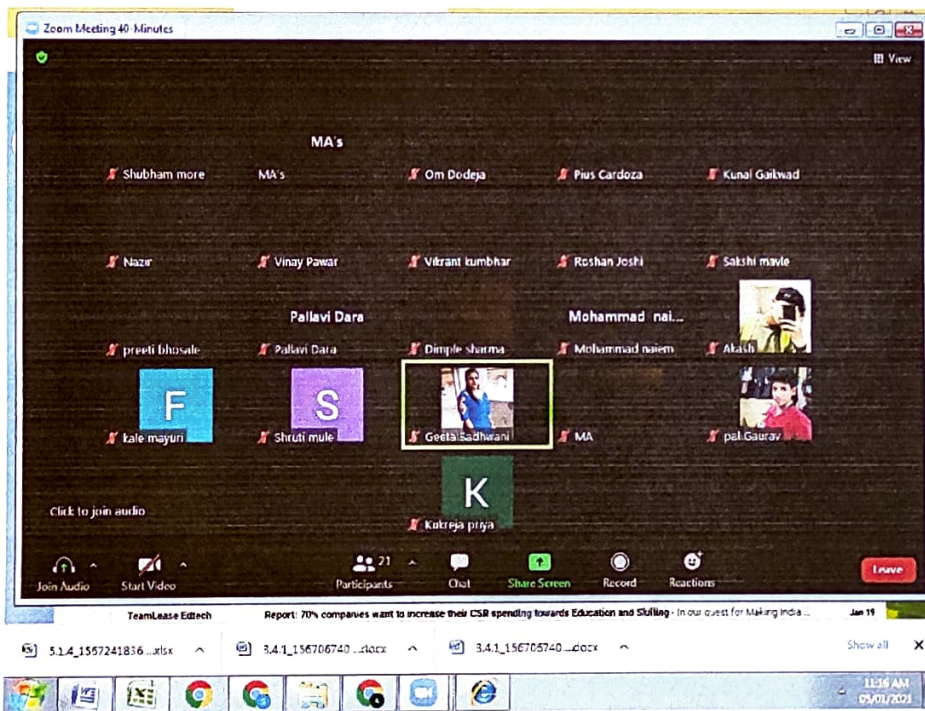 Zoom Meeting 40-Minutes
View
MA's
Shubham more MA's Om Dodeja Pius Cardoza Kunal Gaikwad
Nazir Vinay Pawar Vikrant kumbhar Roshan Joshi Sakshi mavle
Pallavi Dara Mohammad nai...
preeti bhosale Pallavi Dara Dimple sharma Mohammad naiem Akash
F S
kale mayuri Shruti mule Geeta Sadhwani MA pal Gaurav
K
Click to join audio
Kukreja priya
21
Join Audio Start Video Participants Chat Share Screen Record Reactions Leave
TeamLease Edtech Report: 70% companies want to increase their CSR spending towards Education and Skilling - In our quest for Making India ... Jan 19
5.1.4_1567241836....xlsx 3.4.1_156706740....docx 3.4.1_156705740....docx Show all
11:16 AM
05/01/2021